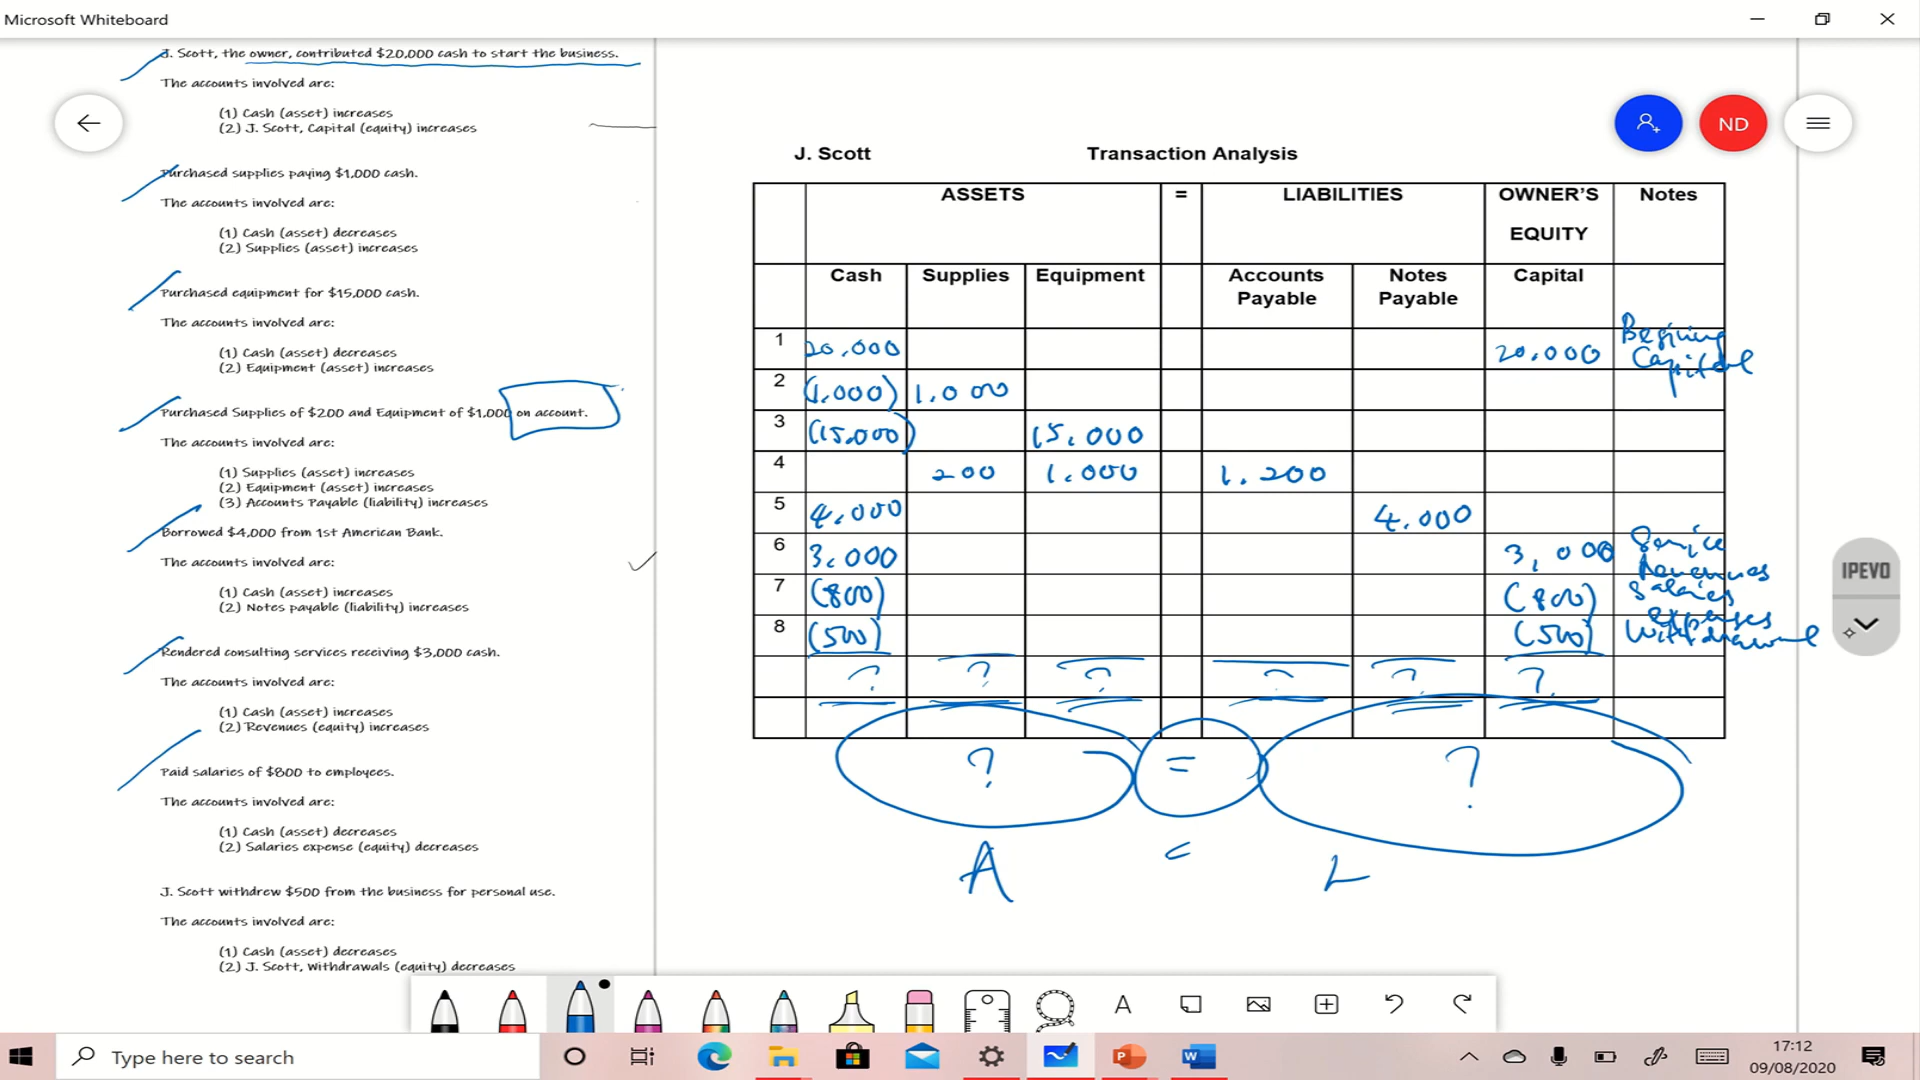 Microsoft Whiteboard
J. Scott, the owner, contributed $20,000 cash to start the business.
The accounts involved are:
(1) Cash (asset) increases
(2) J. Scott, Capital (equity) increases
Purchased supplies paying $1,000 cash.
The accounts involved are:
(1) Cash (asset) decreases
(2) Supplies (asset) increases
Purchased equipment for $15,000 cash.
The accounts involved are:
(1) Cash (asset) decreases
(2) Equipment (asset) increases
Purchased Supplies of $200 and Equipment of $1,000 on account.
The accounts involved are:
(1) Supplies (asset) increases
(2) Equipment (asset) increases
(3) Accounts Payable (liability) increases
Borrowed $4,000 from 1st American Bank.
The accounts involved are:
(1) Cash (asset) increases
(2) Notes payable (liability) increases
Rendered consulting services receiving $3,000 cash.
The accounts involved are:
(1) Cash (asset) increases
(2) Revenues (equity) increases
Paid salaries of $800 to employees.
The accounts involved are:
(1) Cash (asset) decreases
(2) Salaries expense (equity) decreases
J. Scott withdrew $500 from the business for personal use.
The accounts involved are:
(1) Cash (asset) decreases
(2) J. Scott, Withdrawals (equity) decreases
ND
J. Scott Transaction Analysis
ASSETS = LIABILITIES OWNER'S EQUITY Notes
Cash Supplies Equipment Accounts Payable Notes Payable Capital
1 20.000 20.000 Capital
2 (1.000) 1.000
3 (15.000) 15.000
4 200 1.000 1.200
5 4.000 4.000
6 3.000 3,000 Service Revenues
7 (800) (800) Salaries expenses
8 (500) (500)
? ? ? ? ? ?
? = ?
A = L
IPEVO
A
Type here to search
17:12
09/08/2020